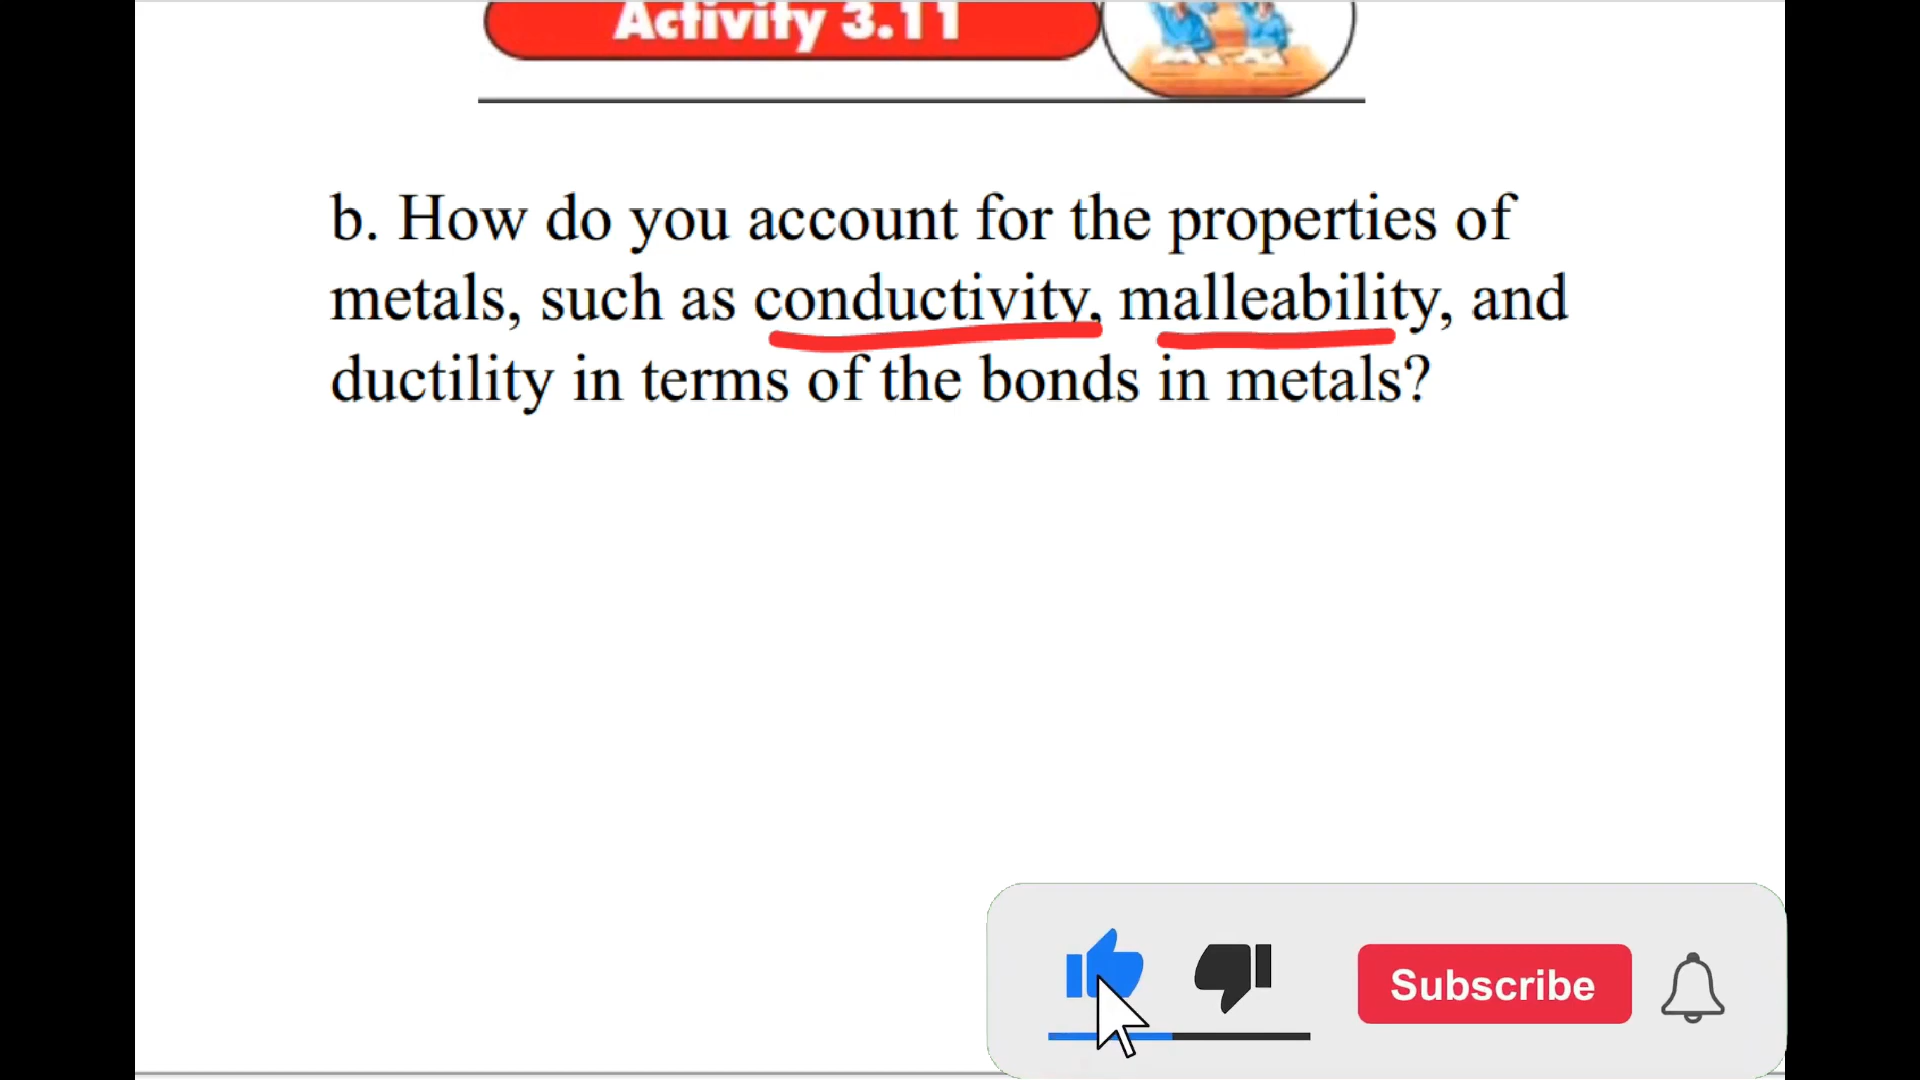 Activity 3.11
b. How do you account for the properties of
metals, such as conductivity, malleability, and
ductility in terms of the bonds in metals?
Subscribe